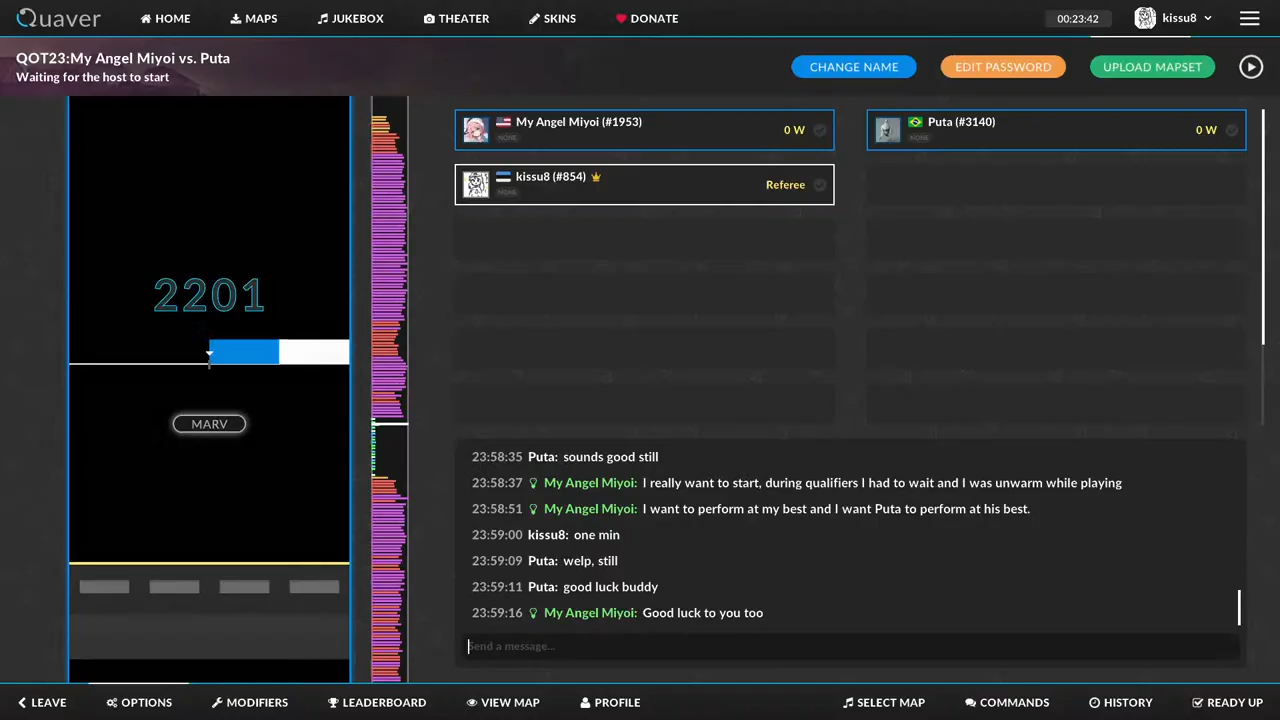 Quaver HOME MAPS JUKEBOX THEATER SKINS DONATE 00:23:42 kissu8
QOT23:My Angel Miyoi vs. Puta
Waiting for the host to start
CHANGE NAME EDIT PASSWORD UPLOAD MAPSET
My Angel Miyoi (#1953)
NONE
0 W
Puta (#3140)
NONE
0 W
kissu8 (#854)
NONE
Referee
2201
MARV
23:58:35 Puta: sounds good still
23:58:37 My Angel Miyoi: I really want to start, during qualifiers I had to wait and I was unwarm while playing
23:58:51 My Angel Miyoi: I want to perform at my best and I want Puta to perform at his best.
23:59:00 kissu8: one min
23:59:09 Puta: welp, still
23:59:11 Puta: good luck buddy
23:59:16 My Angel Miyoi: Good luck to you too
Send a message...
LEAVE OPTIONS MODIFIERS LEADERBOARD VIEW MAP PROFILE SELECT MAP COMMANDS HISTORY READY UP